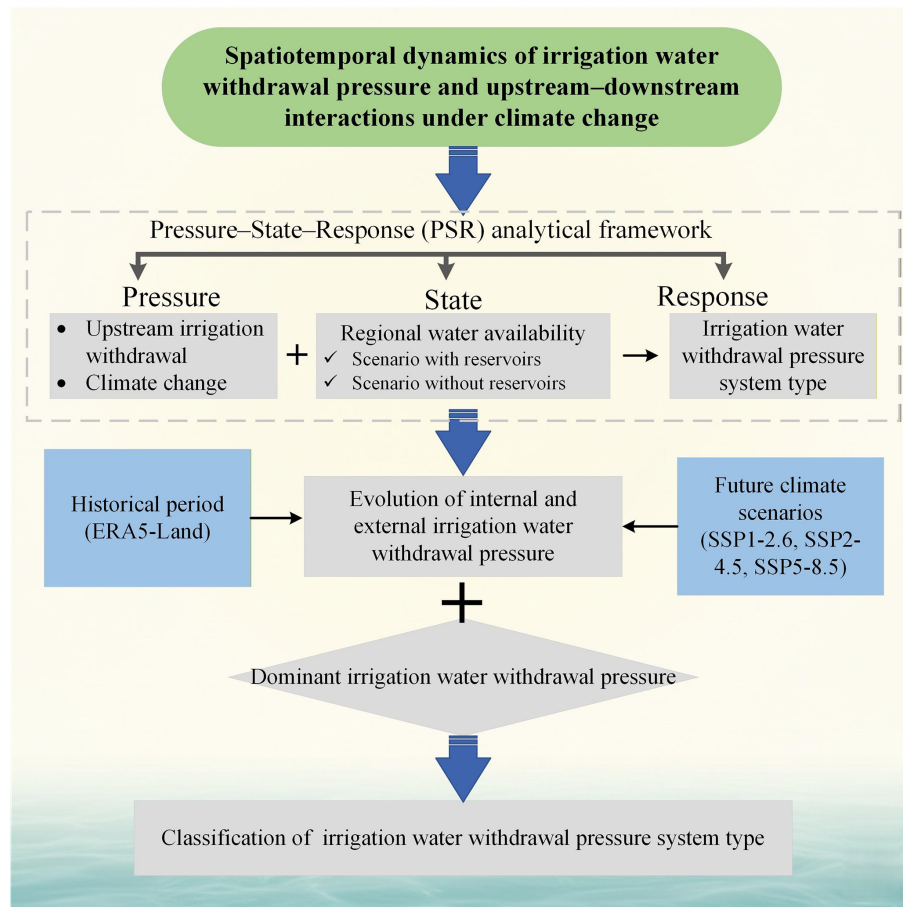 Spatiotemporal dynamics of irrigation water
withdrawal pressure and upstream–downstream
interactions under climate change
Pressure–State–Response (PSR) analytical framework
Pressure
• Upstream irrigation
withdrawal
• Climate change
+
State
Regional water availability
✓ Scenario with reservoirs
✓ Scenario without reservoirs
Response
Irrigation water
withdrawal pressure
system type
Historical period
(ERA5-Land)
Evolution of internal and
external irrigation water
withdrawal pressure
Future climate
scenarios
(SSP1-2.6, SSP2-
4.5, SSP5-8.5)
+
Dominant irrigation water withdrawal pressure
Classification of irrigation water withdrawal pressure system type